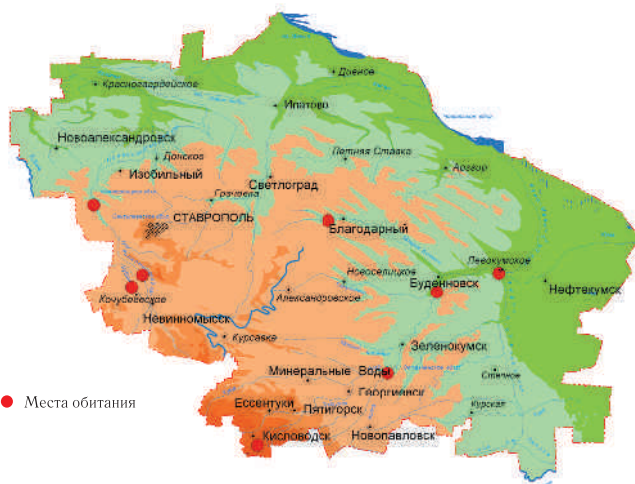 Красногвардейское
Дивное
Ипатово
Новоалександровск
Донское
Летняя Ставка
Изобильный
Арзгир
Светлоград
Грачевка
СТАВРОПОЛЬ
Благодарный
Левокумское
Новоселицкое
Буденновск
Нефтекумск
Кочубеевское
Александровское
Невинномысск
Курсавка
Зеленокумск
Минеральные Воды
Степное
Георгиевск
Места обитания
Ессентуки
Пятигорск
Курская
Кисловодск
Новопавловск